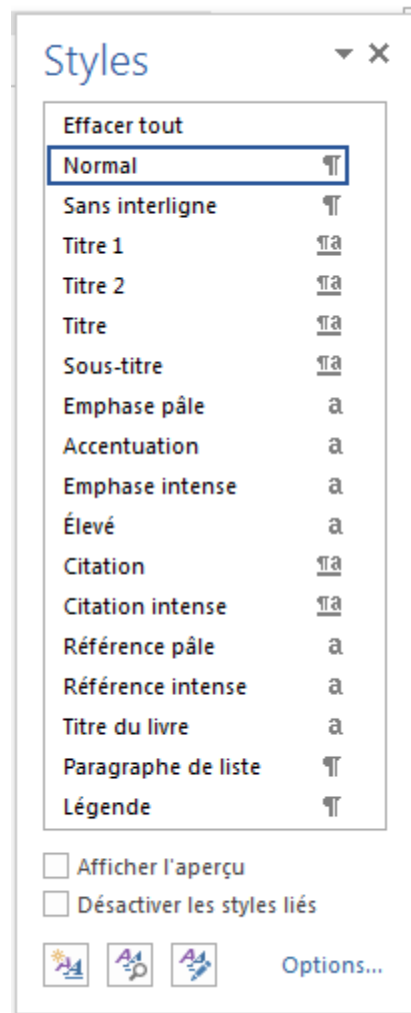 Styles
Effacer tout
Normal ¶
Sans interligne ¶
Titre 1 ¶a
Titre 2 ¶a
Titre ¶a
Sous-titre ¶a
Emphase pâle a
Accentuation a
Emphase intense a
Élevé a
Citation ¶a
Citation intense ¶a
Référence pâle a
Référence intense a
Titre du livre a
Paragraphe de liste ¶
Légende ¶
Afficher l'aperçu
Désactiver les styles liés
Options...